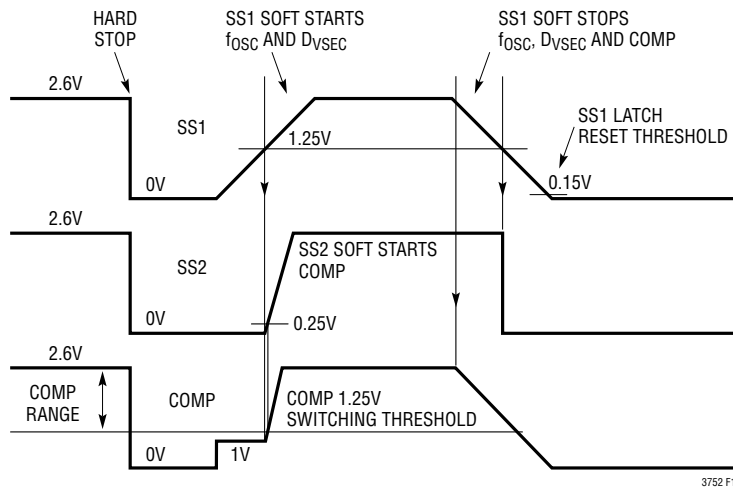 HARD
STOP
SS1 SOFT STARTS
fOSC AND DVSEC
SS1 SOFT STOPS
fOSC, DVSEC AND COMP
2.6V
SS1
1.25V
SS1 LATCH
RESET THRESHOLD
0V
0.15V
2.6V
SS2
SS2 SOFT STARTS
COMP
0V
0.25V
2.6V
COMP
RANGE
COMP
COMP 1.25V
SWITCHING THRESHOLD
0V
1V